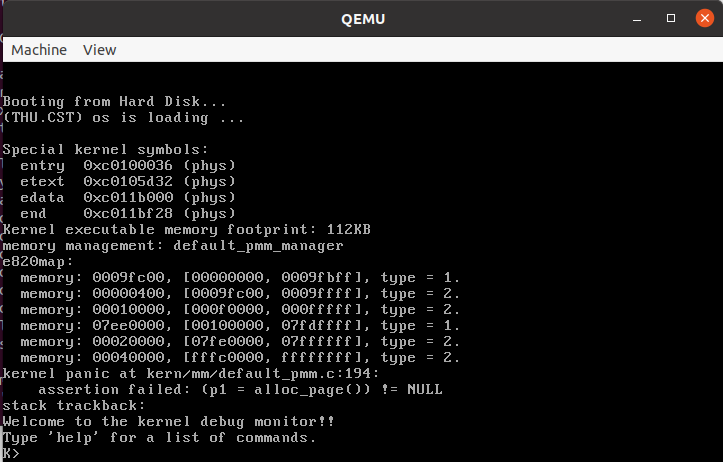 QEMU
Machine View
Booting from Hard Disk...
(THU.CST) os is loading ...
Special kernel symbols:
  entry  0xc0100036 (phys)
  etext  0xc0105d32 (phys)
  edata  0xc011b000 (phys)
  end    0xc011bf28 (phys)
Kernel executable memory footprint: 112KB
memory management: default_pmm_manager
e820map:
  memory: 0009fc00, [00000000, 0009fbff], type = 1.
  memory: 00000400, [0009fc00, 0009ffff], type = 2.
  memory: 00010000, [000f0000, 000fffff], type = 2.
  memory: 07ee0000, [00100000, 07fdffff], type = 1.
  memory: 00020000, [07fe0000, 07ffffff], type = 2.
  memory: 00040000, [fffc0000, ffffffff], type = 2.
kernel panic at kern/mm/default_pmm.c:194:
    assertion failed: (p1 = alloc_page()) != NULL
stack trackback:
Welcome to the kernel debug monitor!!
Type 'help' for a list of commands.
K>